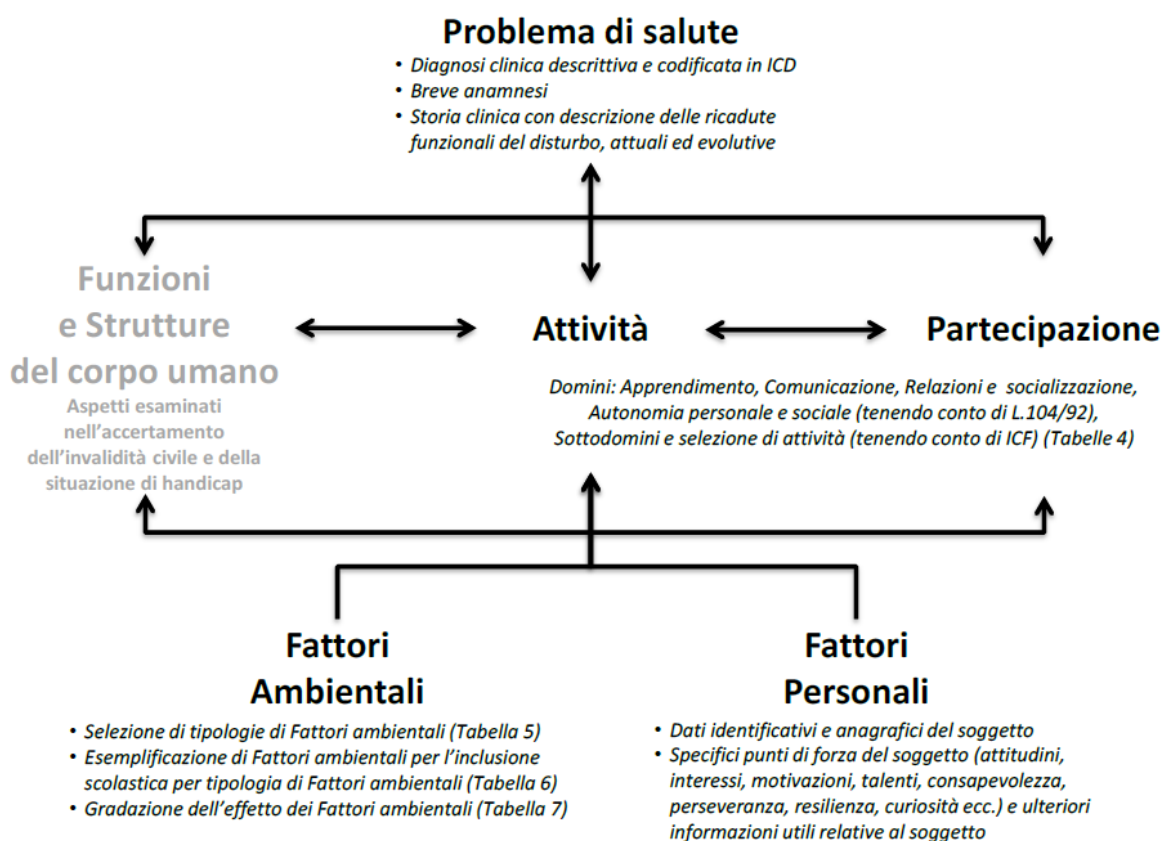 Problema di salute
• Diagnosi clinica descrittiva e codificata in ICD
• Breve anamnesi
• Storia clinica con descrizione delle ricadute
funzionali del disturbo, attuali ed evolutive
Funzioni
e Strutture
del corpo umano
Aspetti esaminati
nell'accertamento
dell'invalidità civile e della
situazione di handicap
Attività
Partecipazione
Domini: Apprendimento, Comunicazione, Relazioni e socializzazione,
Autonomia personale e sociale (tenendo conto di L.104/92),
Sottodomini e selezione di attività (tenendo conto di ICF) (Tabelle 4)
Fattori
Ambientali
• Selezione di tipologie di Fattori ambientali (Tabella 5)
• Esemplificazione di Fattori ambientali per l'inclusione
scolastica per tipologia di Fattori ambientali (Tabella 6)
• Gradazione dell'effetto dei Fattori ambientali (Tabella 7)
Fattori
Personali
• Dati identificativi e anagrafici del soggetto
• Specifici punti di forza del soggetto (attitudini,
interessi, motivazioni, talenti, consapevolezza,
perseveranza, resilienza, curiosità ecc.) e ulteriori
informazioni utili relative al soggetto